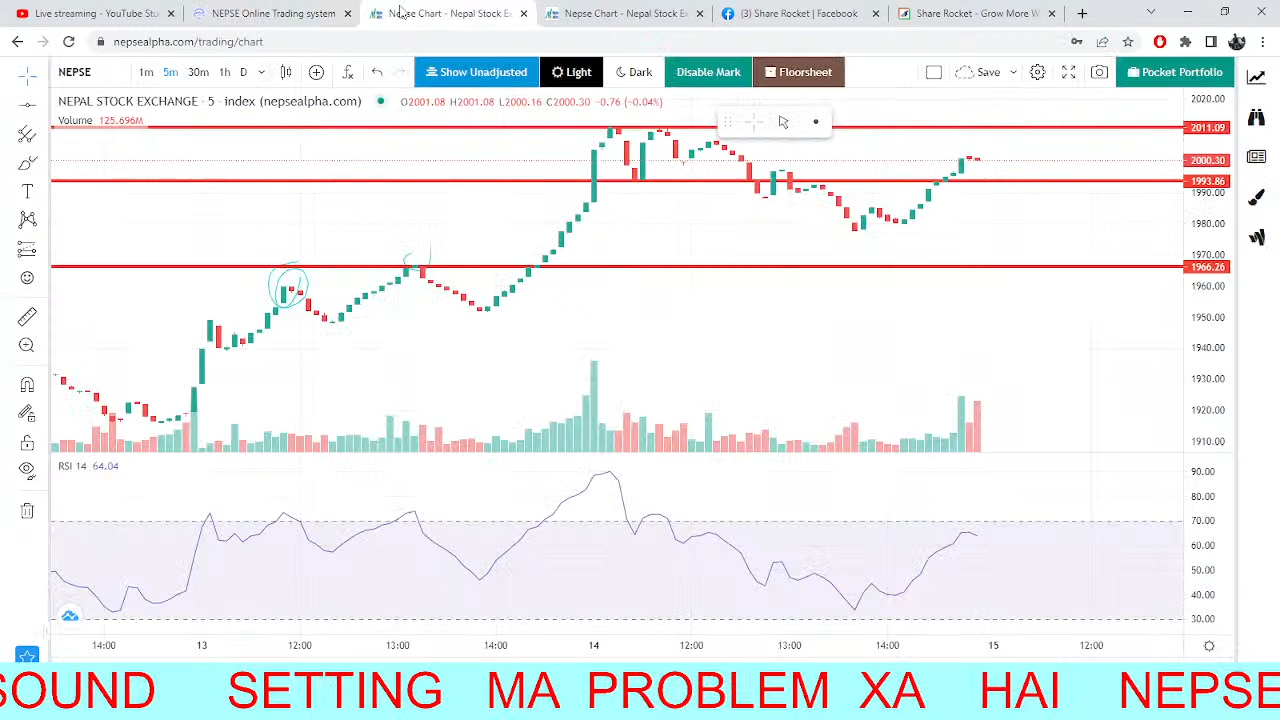 Live streaming - YouTube Stu
NEPSE Online Trading system
Nepse Chart - Nepal Stock Ex
Nepse Chart - Nepal Stock Ex
(3) Share Rocket | Facebook
Share Rocket - Grow More W
nepsealpha.com/trading/chart
NEPSE 1m 5m 30m 1h D Show Unadjusted Light Dark Disable Mark Floorsheet Save Pocket Portfolio
NEPAL STOCK EXCHANGE · 5 · index (nepsealpha.com) O2001.08 H2001.08 L2000.16 C2000.30 -0.76 (-0.04%)
Volume 125.696M
2020.00
2011.09
2000.30
1993.86
1990.00
1980.00
1970.00
1966.26
1960.00
1950.00
1940.00
1930.00
1920.00
1910.00
RSI 14 64.04
90.00
80.00
70.00
60.00
50.00
40.00
30.00
14:00 13 12:00 13:00 14:00 14 12:00 13:00 14:00 15 12:00
SOUND SETTING MA PROBLEM XA HAI NEPSE